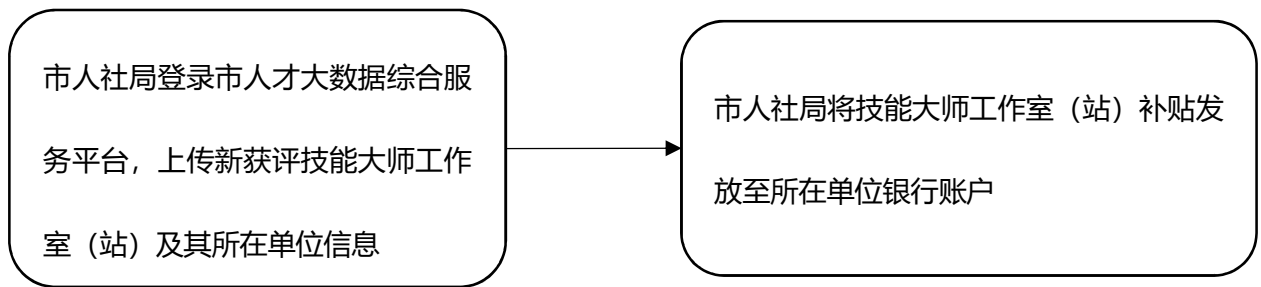 市人社局登录市人才大数据综合服
务平台，上传新获评技能大师工作
室（站）及其所在单位信息
市人社局将技能大师工作室（站）补贴发
放至所在单位银行账户